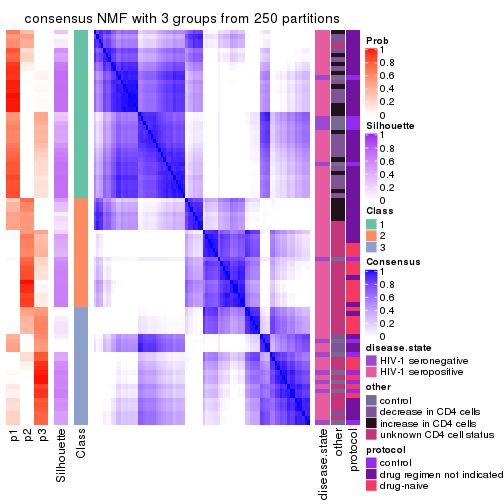 consensus NMF with 3 groups from 250 partitions
Prob
1
0.8
0.6
0.4
0.2
0
Silhouette
1
0.8
0.6
0.4
0.2
0
Class
1
2
3
Consensus
1
0.8
0.6
0.4
0.2
0
disease.state
HIV-1 seronegative
HIV-1 seropositive
other
control
decrease in CD4 cells
increase in CD4 cells
unknown CD4 cell status
protocol
control
drug regimen not indicated
drug-naive
p1
p2
p3
Silhouette
Class
disease.state
other
protocol